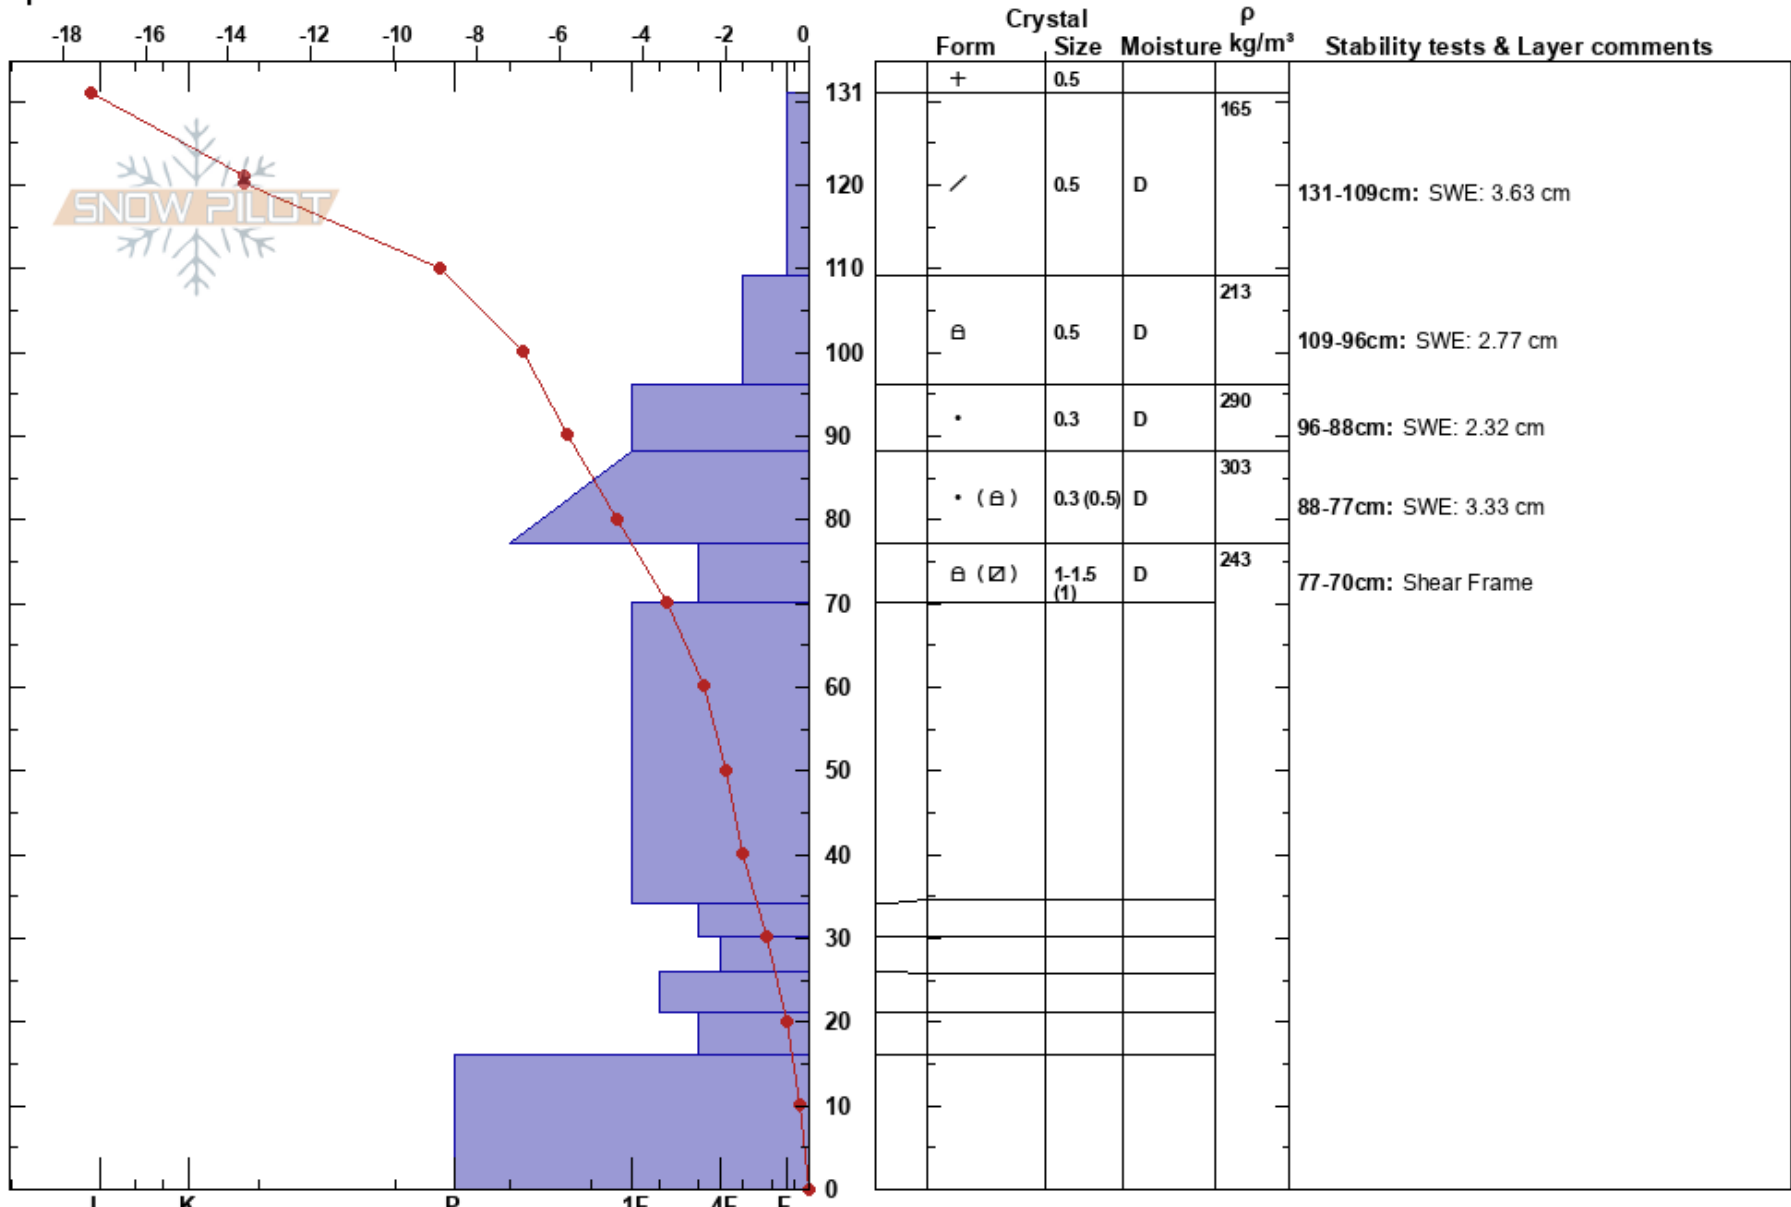 Crystal ρ
-18 -16 -14 -12 -10 -8 -6 -4 -2 0 Form Size Moisture kg/m³ Stability tests & Layer comments
+ 0.5
131 165
SNOW PILOT
120 / 0.5 D 131-109cm: SWE: 3.63 cm
110
213
100 0.5 D 109-96cm: SWE: 2.77 cm
290
90 • 0.3 D 96-88cm: SWE: 2.32 cm
303
80 • ( ) 0.3 (0.5) D 88-77cm: SWE: 3.33 cm
243
( ) 1-1.5 D 77-70cm: Shear Frame
(1)
70
60
50
40
30
20
10
0
I K P 1F 4F F